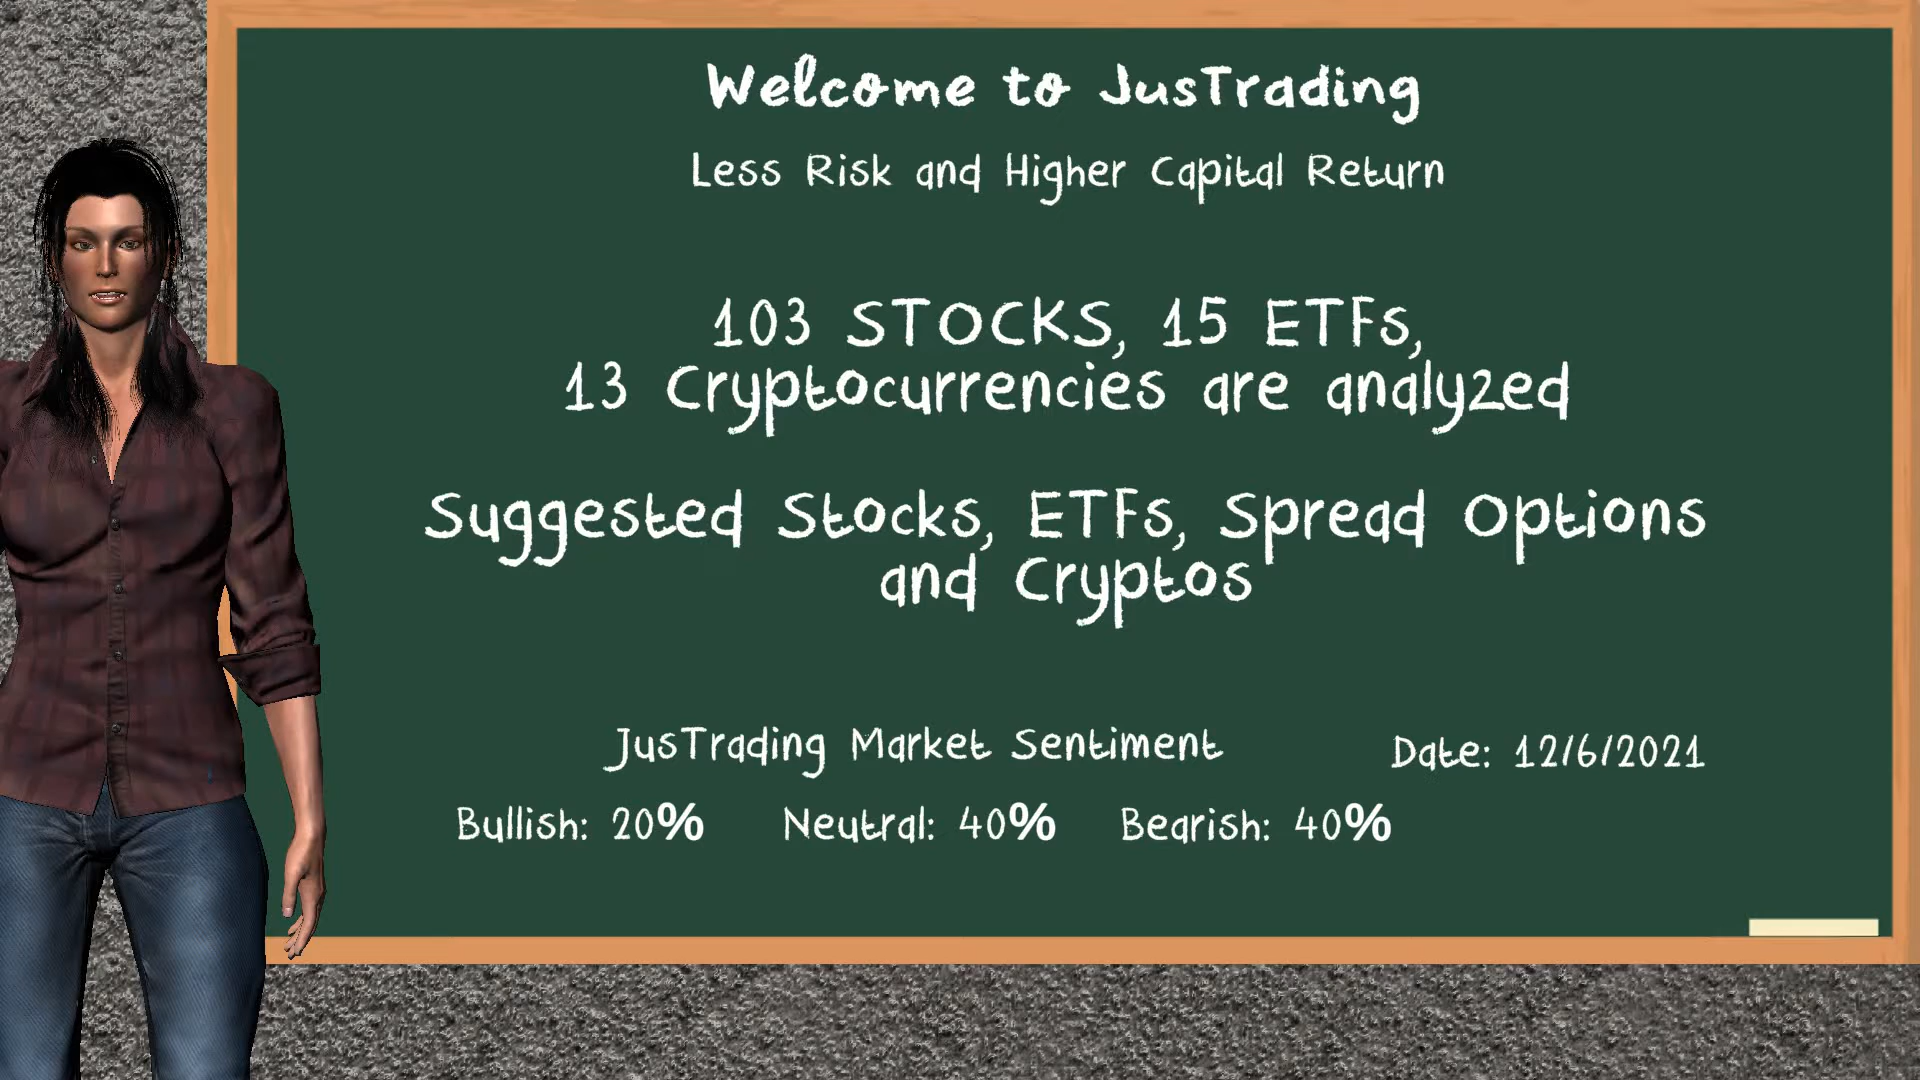 Welcome to JusTrading
Less Risk and Higher Capital Return
103 STOCKS, 15 ETFs,
13 Cryptocurrencies are analyzed
Suggested Stocks, ETFs, Spread Options
and Cryptos
JusTrading Market Sentiment
Date: 12/6/2021
Bullish: 20% Neutral: 40% Bearish: 40%